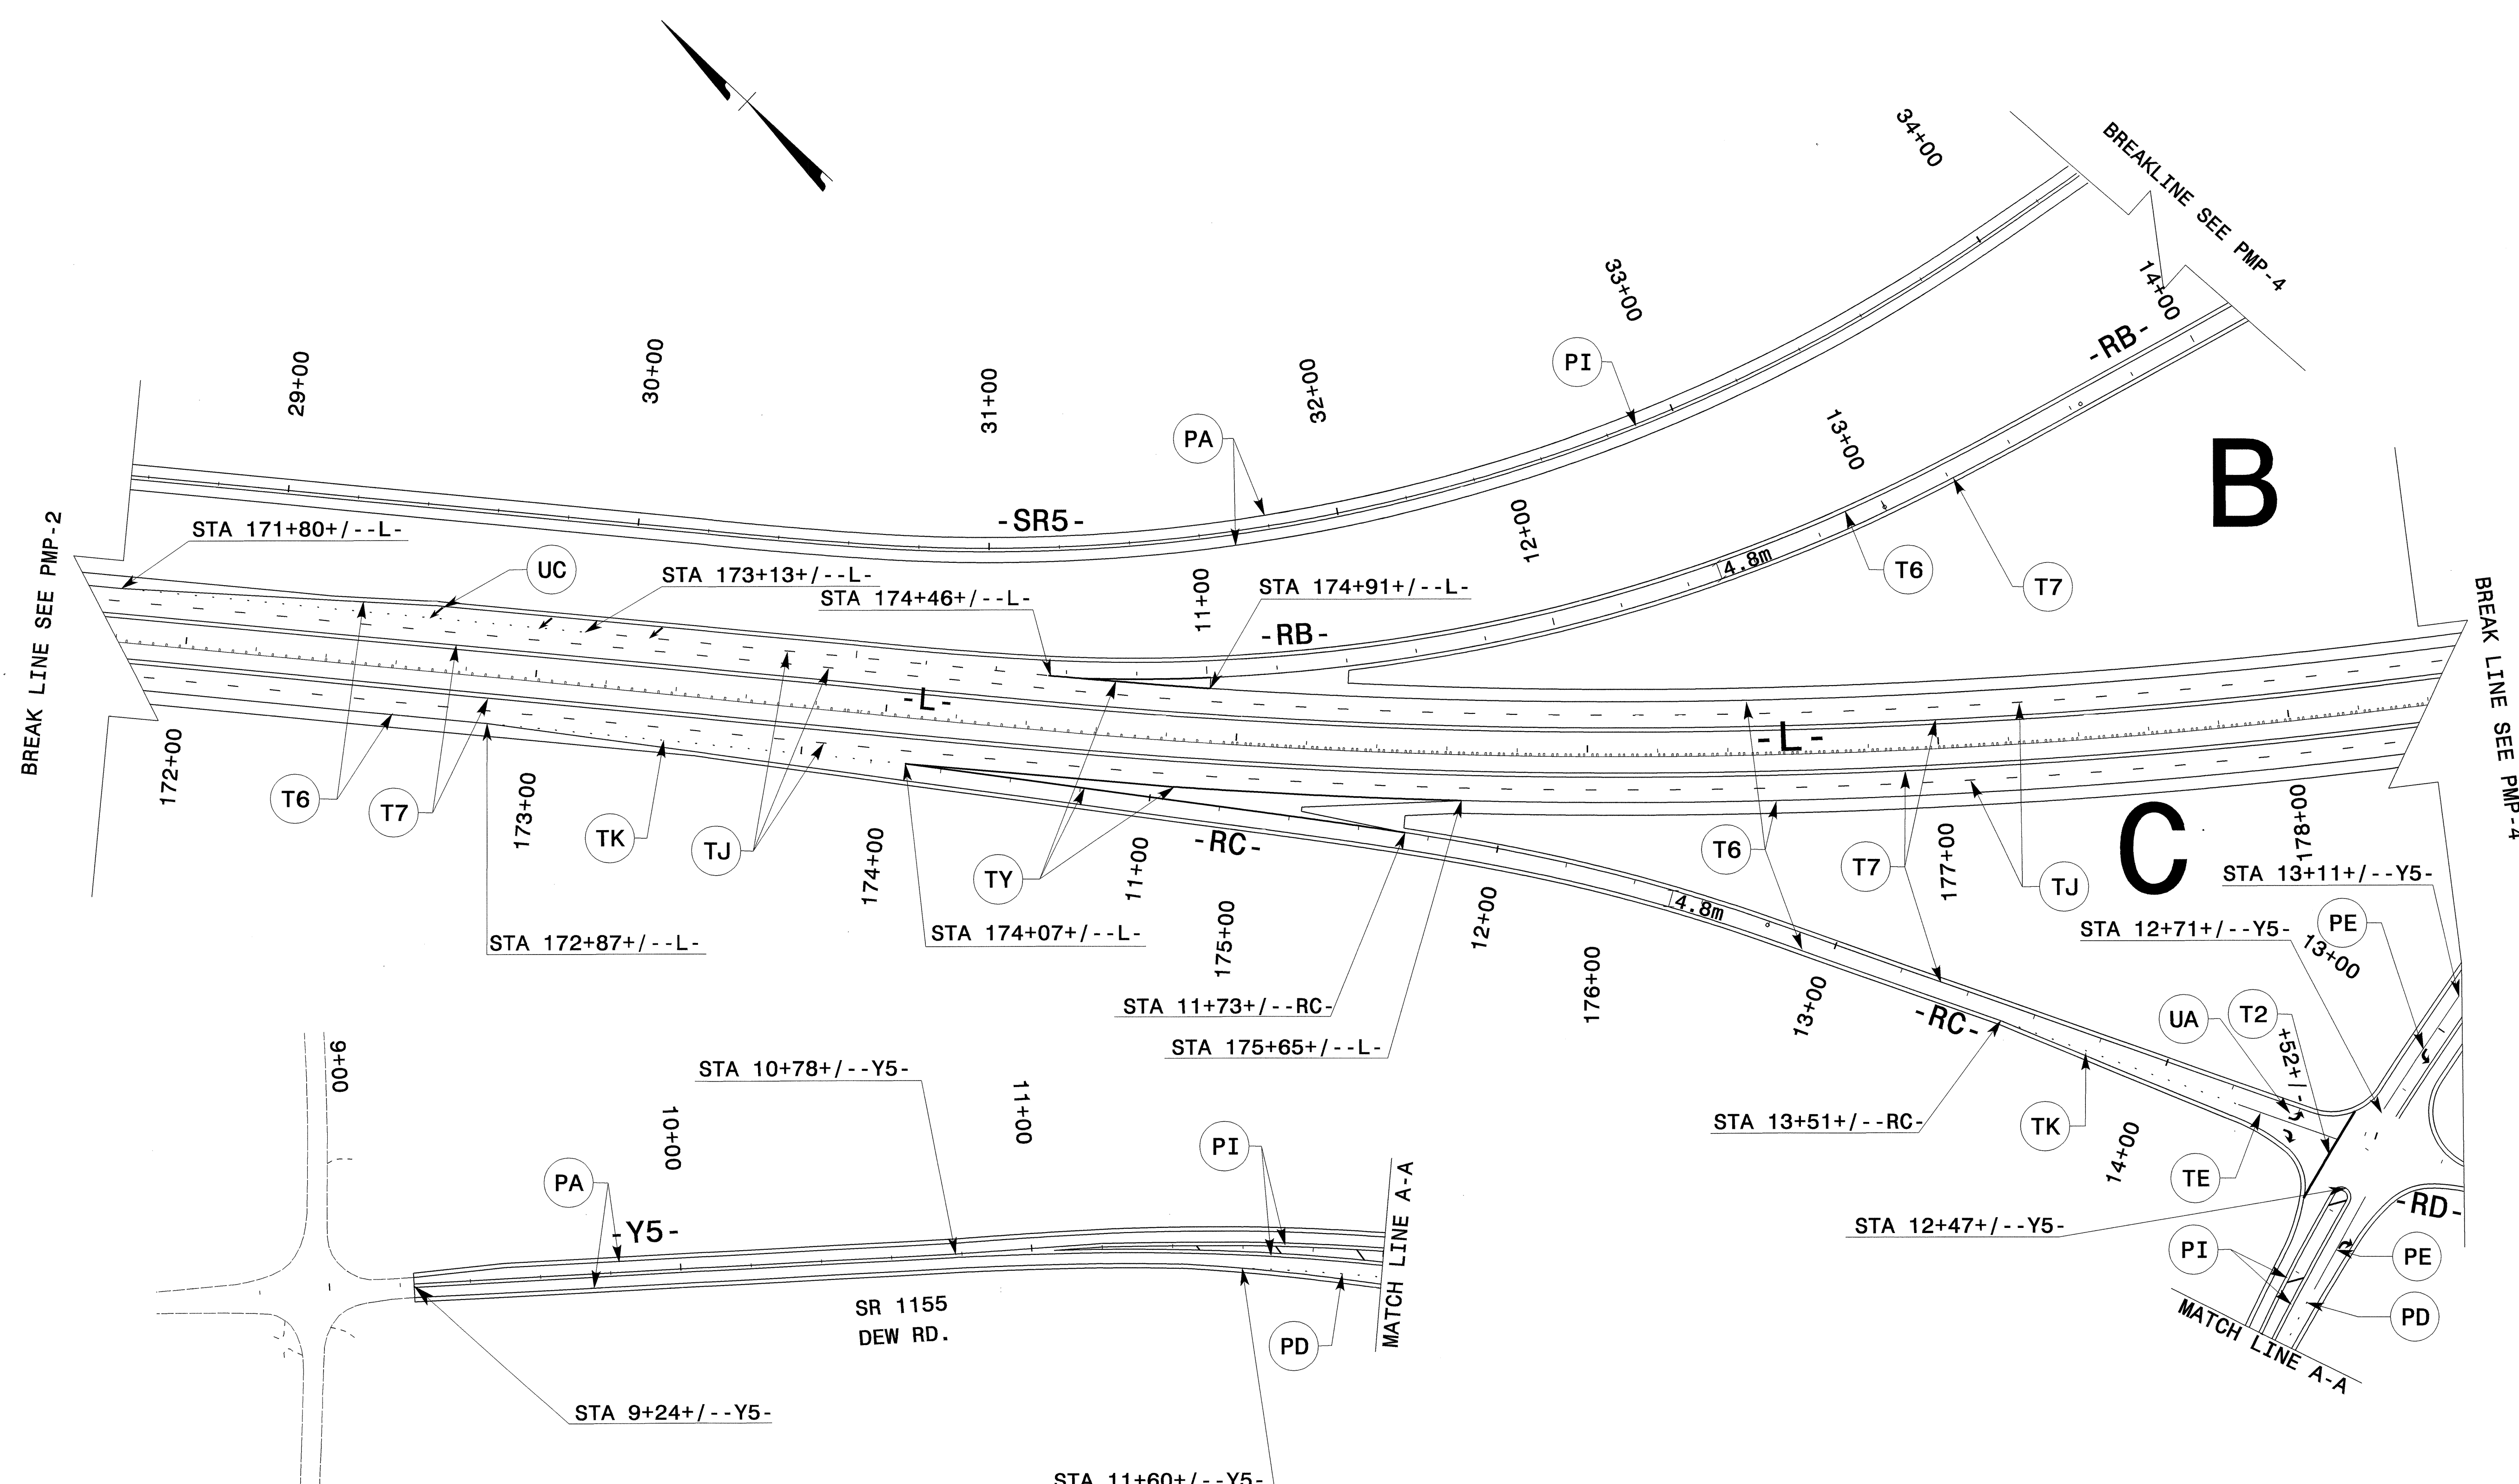 34+00
BREAKLINE SEE PMP-4
33+00
14+00
29+00
30+00
31+00
32+00
PI
-RB-
PA
13+00
B
BREAK LINE SEE PMP-2
STA 171+80+/--L-
-SR5-
12+00
UC
STA 173+13+/--L-
STA 174+46+/--L-
11+00
STA 174+91+/--L-
4.8m
T6
T7
-RB-
BREAK LINE SEE PMP-4
-L-
-L-
172+00
T6
T7
173+00
TK
TJ
174+00
TY
11+00
-RC-
T6
T7
177+00
TJ
C
178+00
STA 13+11+/--Y5-
4.8m
STA 172+87+/--L-
STA 174+07+/--L-
175+00
12+00
STA 12+71+/--Y5-
PE
13+00
176+00
STA 11+73+/--RC-
STA 175+65+/--L-
13+00
-RC-
UA
T2
+52+/-
9+00
STA 10+78+/--Y5-
10+00
11+00
STA 13+51+/--RC-
TK
14+00
TE
PI
PA
-Y5-
MATCH LINE A-A
STA 12+47+/--Y5-
-RD-
PI
PE
SR 1155
DEW RD.
PD
PD
MATCH LINE A-A
STA 9+24+/--Y5-
STA 11+60+/--Y5-